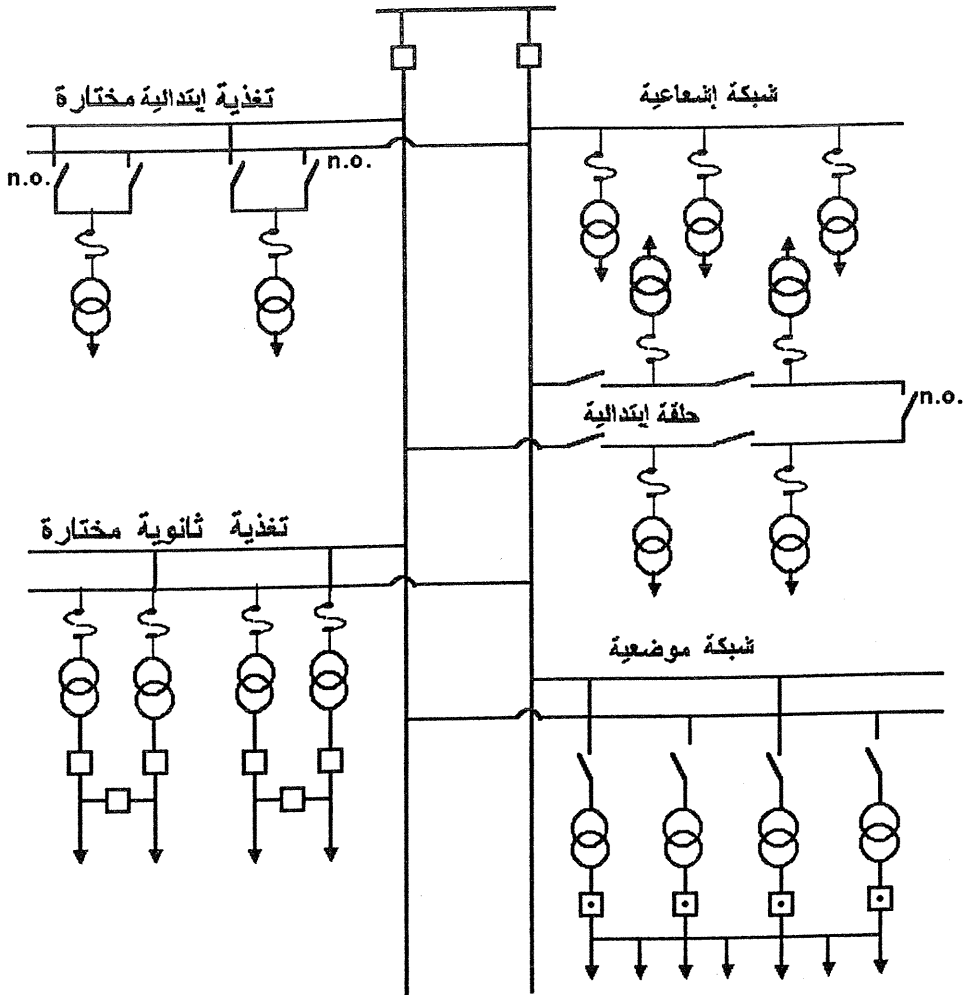 تغذية إبتدائية مختارة
شبكة إشعاعية
n.o.
n.o.
n.o.
حلقة إبتدائية
تغذية ثانوية مختارة
شبكة موضعية